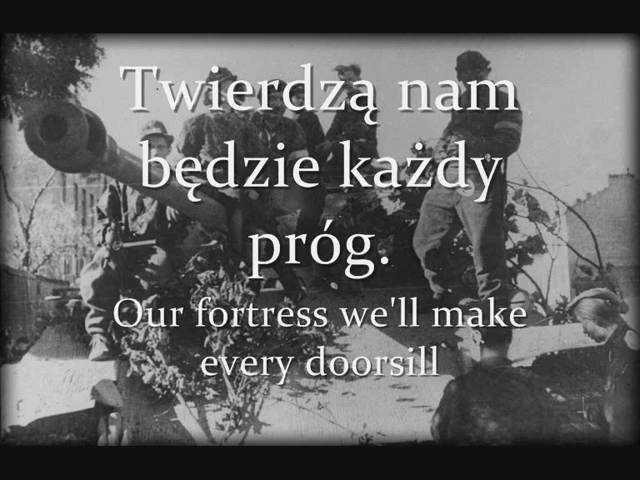 Twierdzą nam
będzie każdy
próg.
Our fortress we'll make
every doorsill